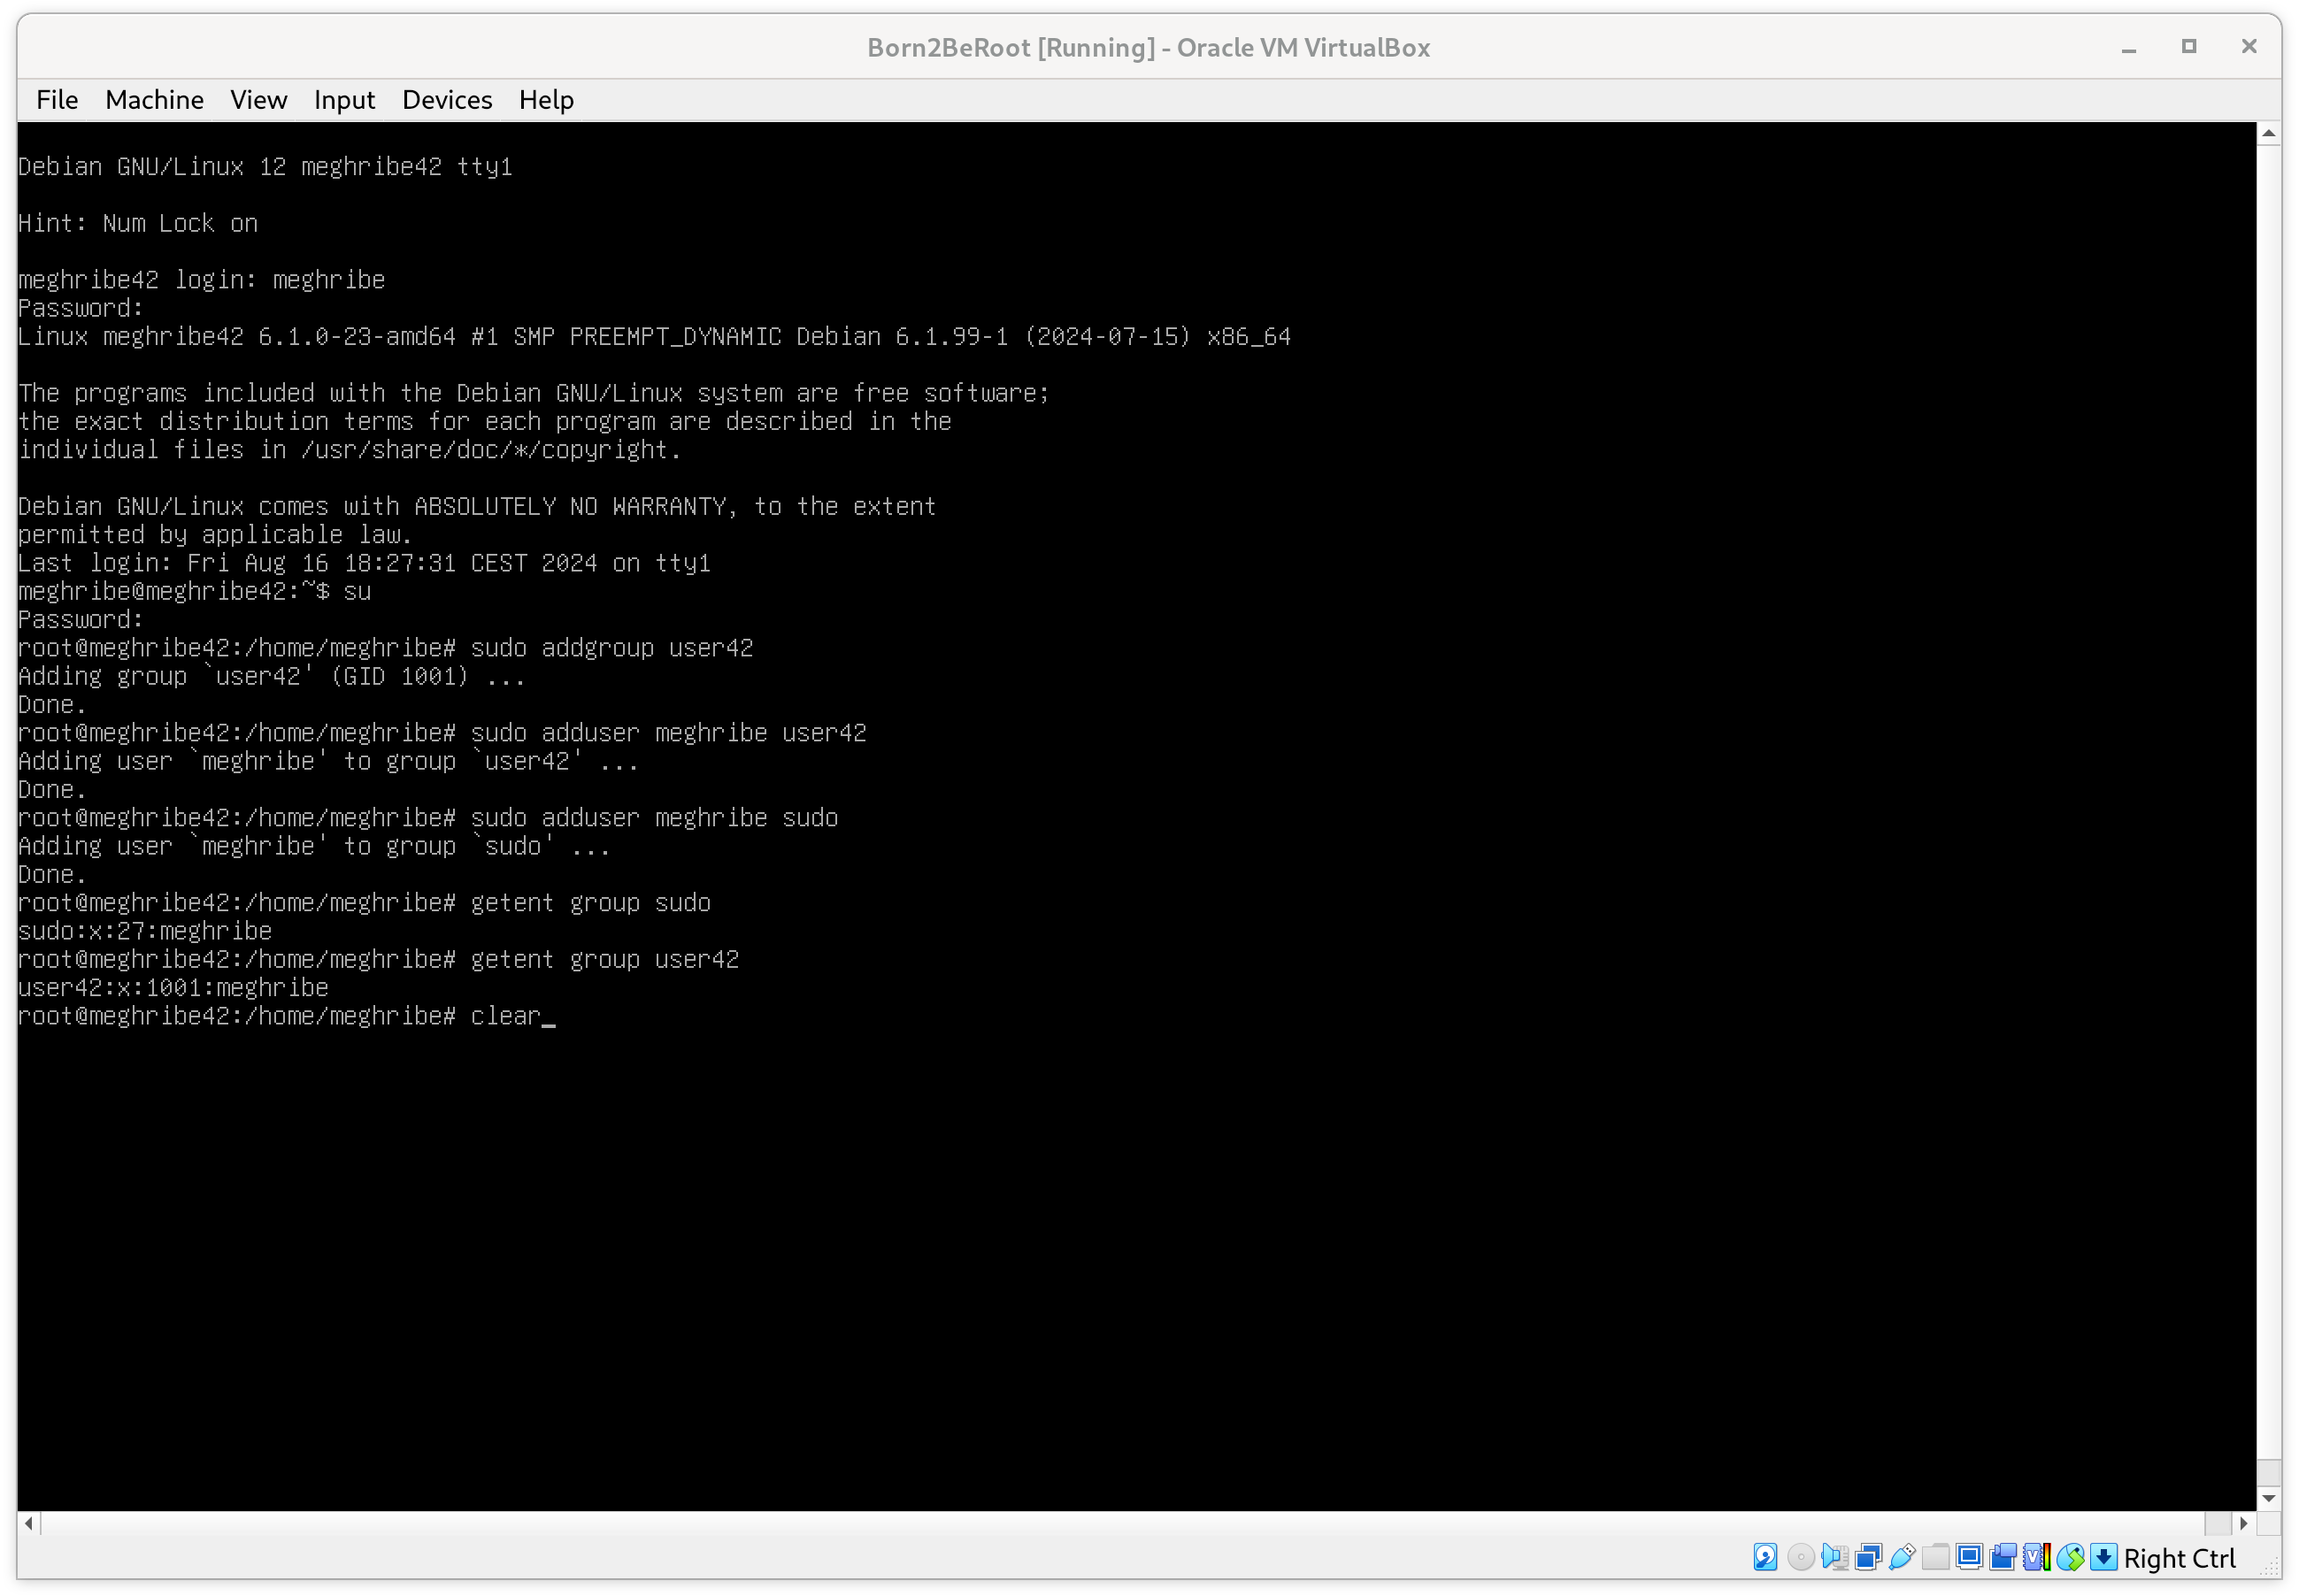 Born2BeRoot [Running] - Oracle VM VirtualBox
File Machine View Input Devices Help
Debian GNU/Linux 12 meghribe42 tty1
Hint: Num Lock on
meghribe42 login: meghribe
Password:
Linux meghribe42 6.1.0-23-amd64 #1 SMP PREEMPT_DYNAMIC Debian 6.1.99-1 (2024-07-15) x86_64
The programs included with the Debian GNU/Linux system are free software;
the exact distribution terms for each program are described in the
individual files in /usr/share/doc/*/copyright.
Debian GNU/Linux comes with ABSOLUTELY NO WARRANTY, to the extent
permitted by applicable law.
Last login: Fri Aug 16 18:27:31 CEST 2024 on tty1
meghribe@meghribe42:~$ su
Password:
root@meghribe42:/home/meghribe# sudo addgroup user42
Adding group `user42' (GID 1001) ...
Done.
root@meghribe42:/home/meghribe# sudo adduser meghribe user42
Adding user `meghribe' to group `user42' ...
Done.
root@meghribe42:/home/meghribe# sudo adduser meghribe sudo
Adding user `meghribe' to group `sudo' ...
Done.
root@meghribe42:/home/meghribe# getent group sudo
sudo:x:27:meghribe
root@meghribe42:/home/meghribe# getent group user42
user42:x:1001:meghribe
root@meghribe42:/home/meghribe# clear_
Right Ctrl